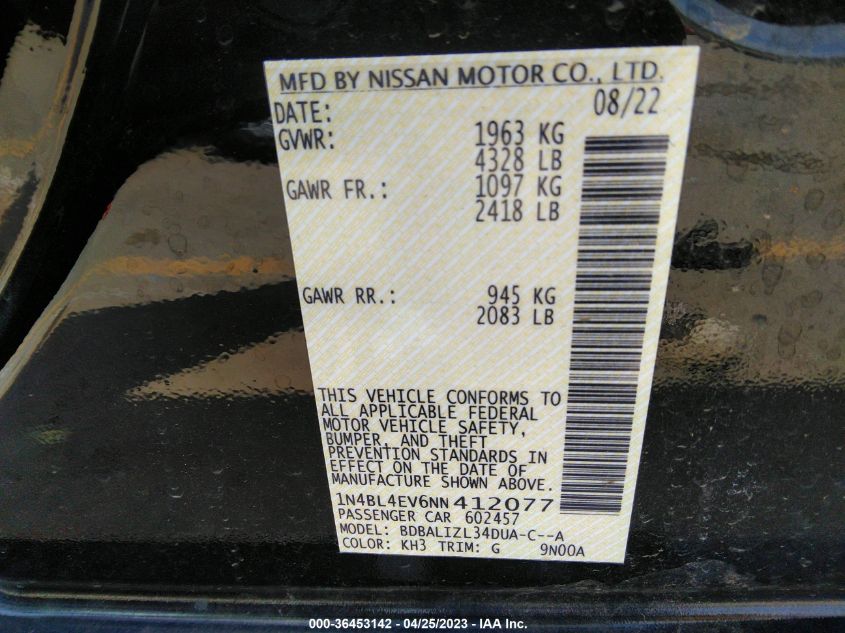 MFD BY NISSAN MOTOR CO., LTD.
DATE: 08/22
GVWR: 1963 KG
4328 LB
GAWR FR.: 1097 KG
2418 LB
GAWR RR.: 945 KG
2083 LB
THIS VEHICLE CONFORMS TO
ALL APPLICABLE FEDERAL
MOTOR VEHICLE SAFETY,
BUMPER, AND THEFT
PREVENTION STANDARDS IN
EFFECT ON THE DATE OF
MANUFACTURE SHOWN ABOVE.
1N4BL4EV6NN412077
PASSENGER CAR 602457
MODEL: BDBALIZL34DUA-C--A
COLOR: KH3 TRIM: G 9N00A
000-36453142 - 04/25/2023 - IAA Inc.